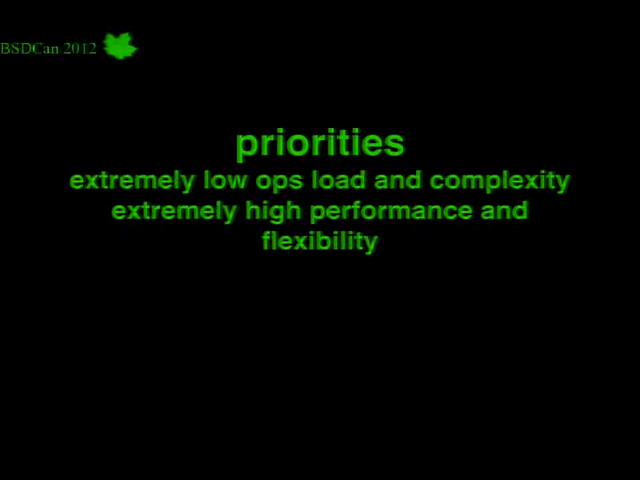 BSDCan 2012
priorities
extremely low ops load and complexity
extremely high performance and
flexibility